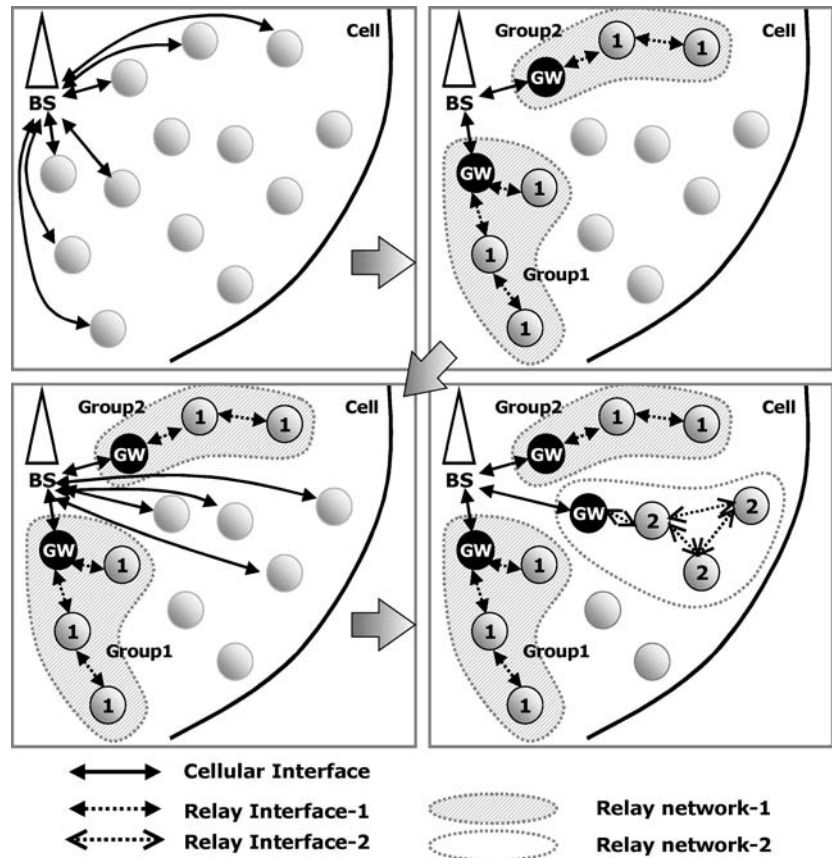 Cell
BS
Group2
Cell
1
1
GW
BS
GW
1
1
Group1
1
Group2
Cell
1
1
GW
BS
GW
1
1
Group1
1
Group2
Cell
1
1
GW
BS
GW
2
2
GW
2
1
1
Group1
1
Cellular Interface
Relay Interface-1
Relay network-1
Relay Interface-2
Relay network-2